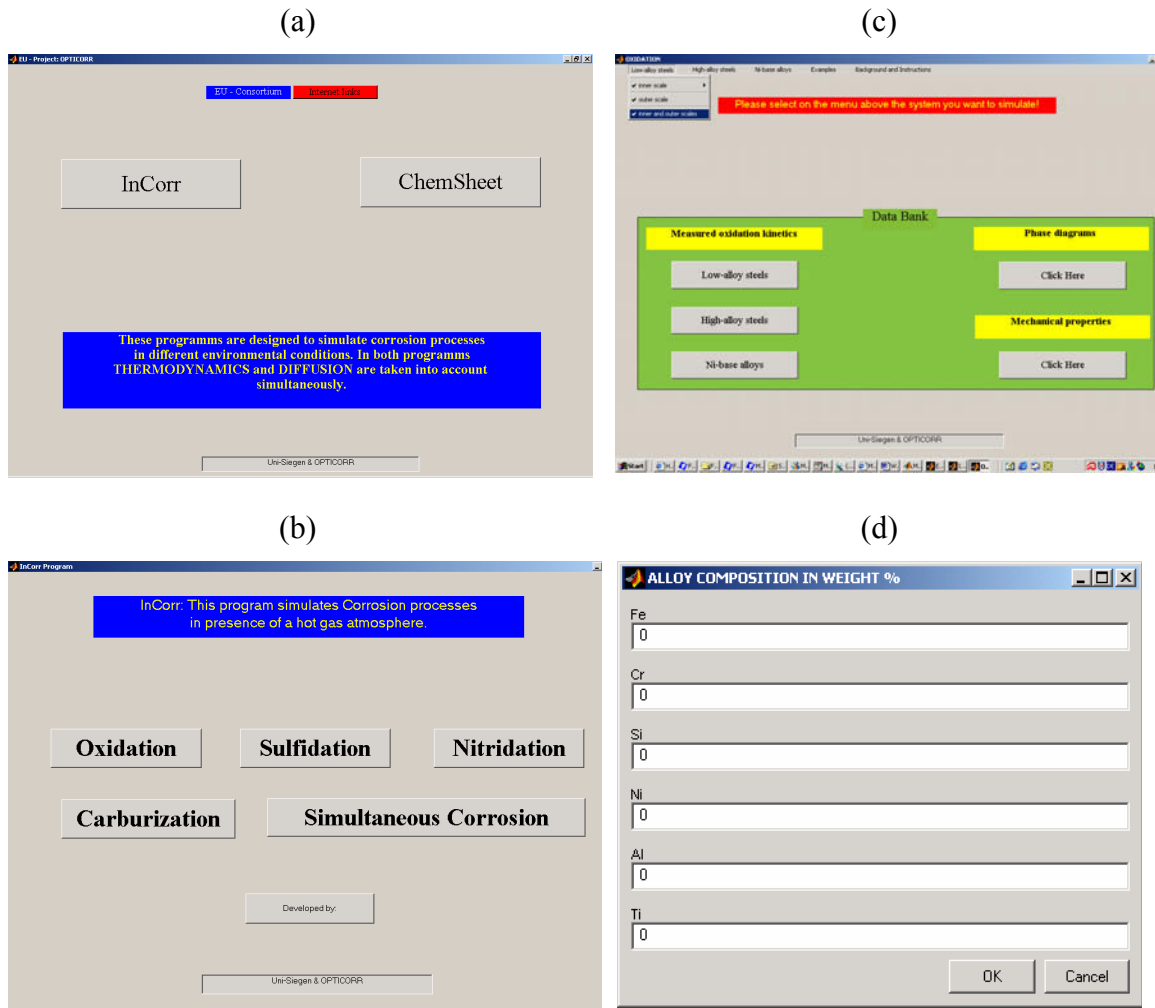 (a)
EU - Project: OPTICORR
EU - Consortium
Internet links
InCorr
ChemSheet
These programms are designed to simulate corrosion processes
in different environmental conditions. In both programms
THERMODYNAMICS and DIFFUSION are taken into account
simultaneously.
Uni-Siegen & OPTICORR
(c)
OXIDATION
Low-alloy steels High-alloy steels Ni-base alloys Examples Background and Instructions
inner scale
outer scale
inner and outer scales
Please select on the menu above the system you want to simulate!
Data Bank
Measured oxidation kinetics
Low-alloy steels
High-alloy steels
Ni-base alloys
Phase diagrams
Click Here
Mechanical properties
Click Here
Uni-Siegen & OPTICORR
Start
(b)
InCorr Program
InCorr: This program simulates Corrosion processes
in presence of a hot gas atmosphere.
Oxidation
Sulfidation
Nitridation
Carburization
Simultaneous Corrosion
Developed by:
Uni-Siegen & OPTICORR
(d)
ALLOY COMPOSITION IN WEIGHT %
Fe
0
Cr
0
Si
0
Ni
0
Al
0
Ti
0
OK
Cancel